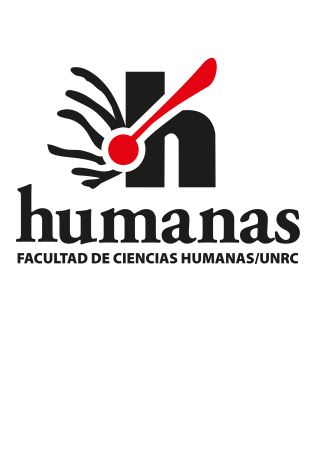 h
humanas
FACULTAD DE CIENCIAS HUMANAS/UNRC